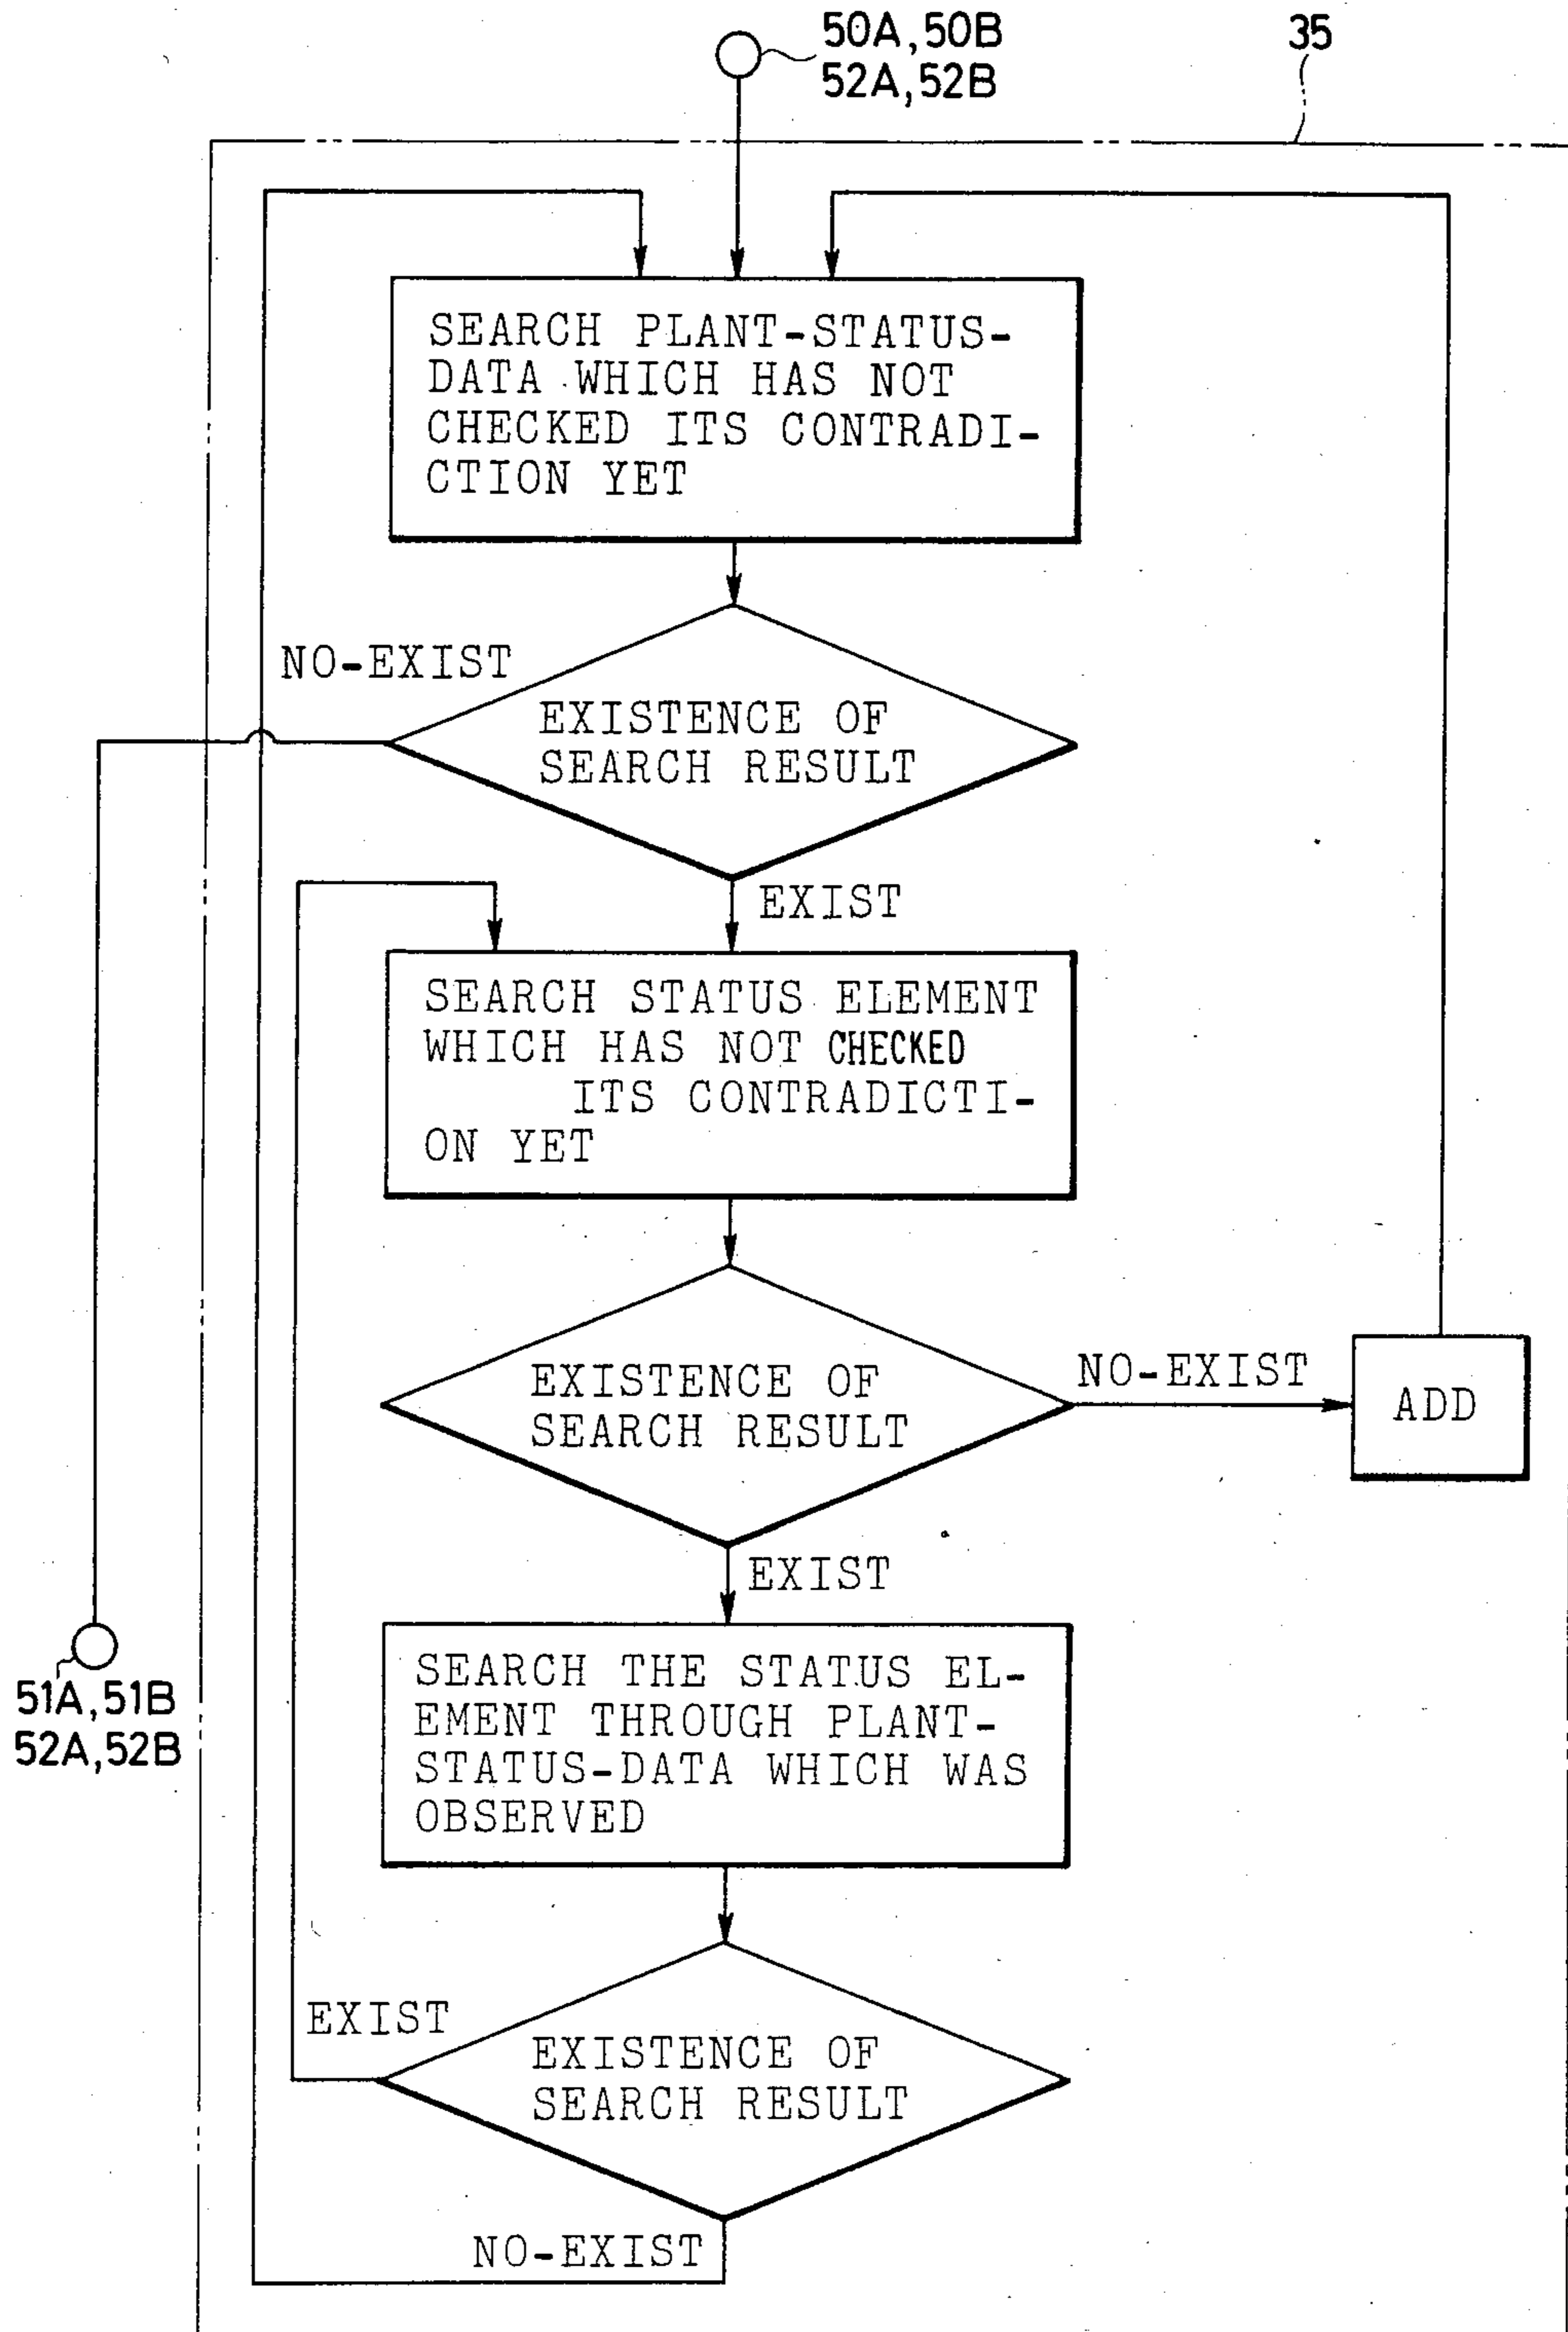 50A, 50B
52A, 52B
35
SEARCH PLANT-STATUS-
DATA WHICH HAS NOT
CHECKED ITS CONTRADI-
CTION YET
NO-EXIST
EXISTENCE OF
SEARCH RESULT
EXIST
SEARCH STATUS ELEMENT
WHICH HAS NOT CHECKED
ITS CONTRADICTI-
ON YET
EXISTENCE OF
SEARCH RESULT
NO-EXIST
ADD
EXIST
SEARCH THE STATUS EL-
EMENT THROUGH PLANT-
STATUS-DATA WHICH WAS
OBSERVED
51A, 51B
52A, 52B
EXIST
EXISTENCE OF
SEARCH RESULT
NO-EXIST